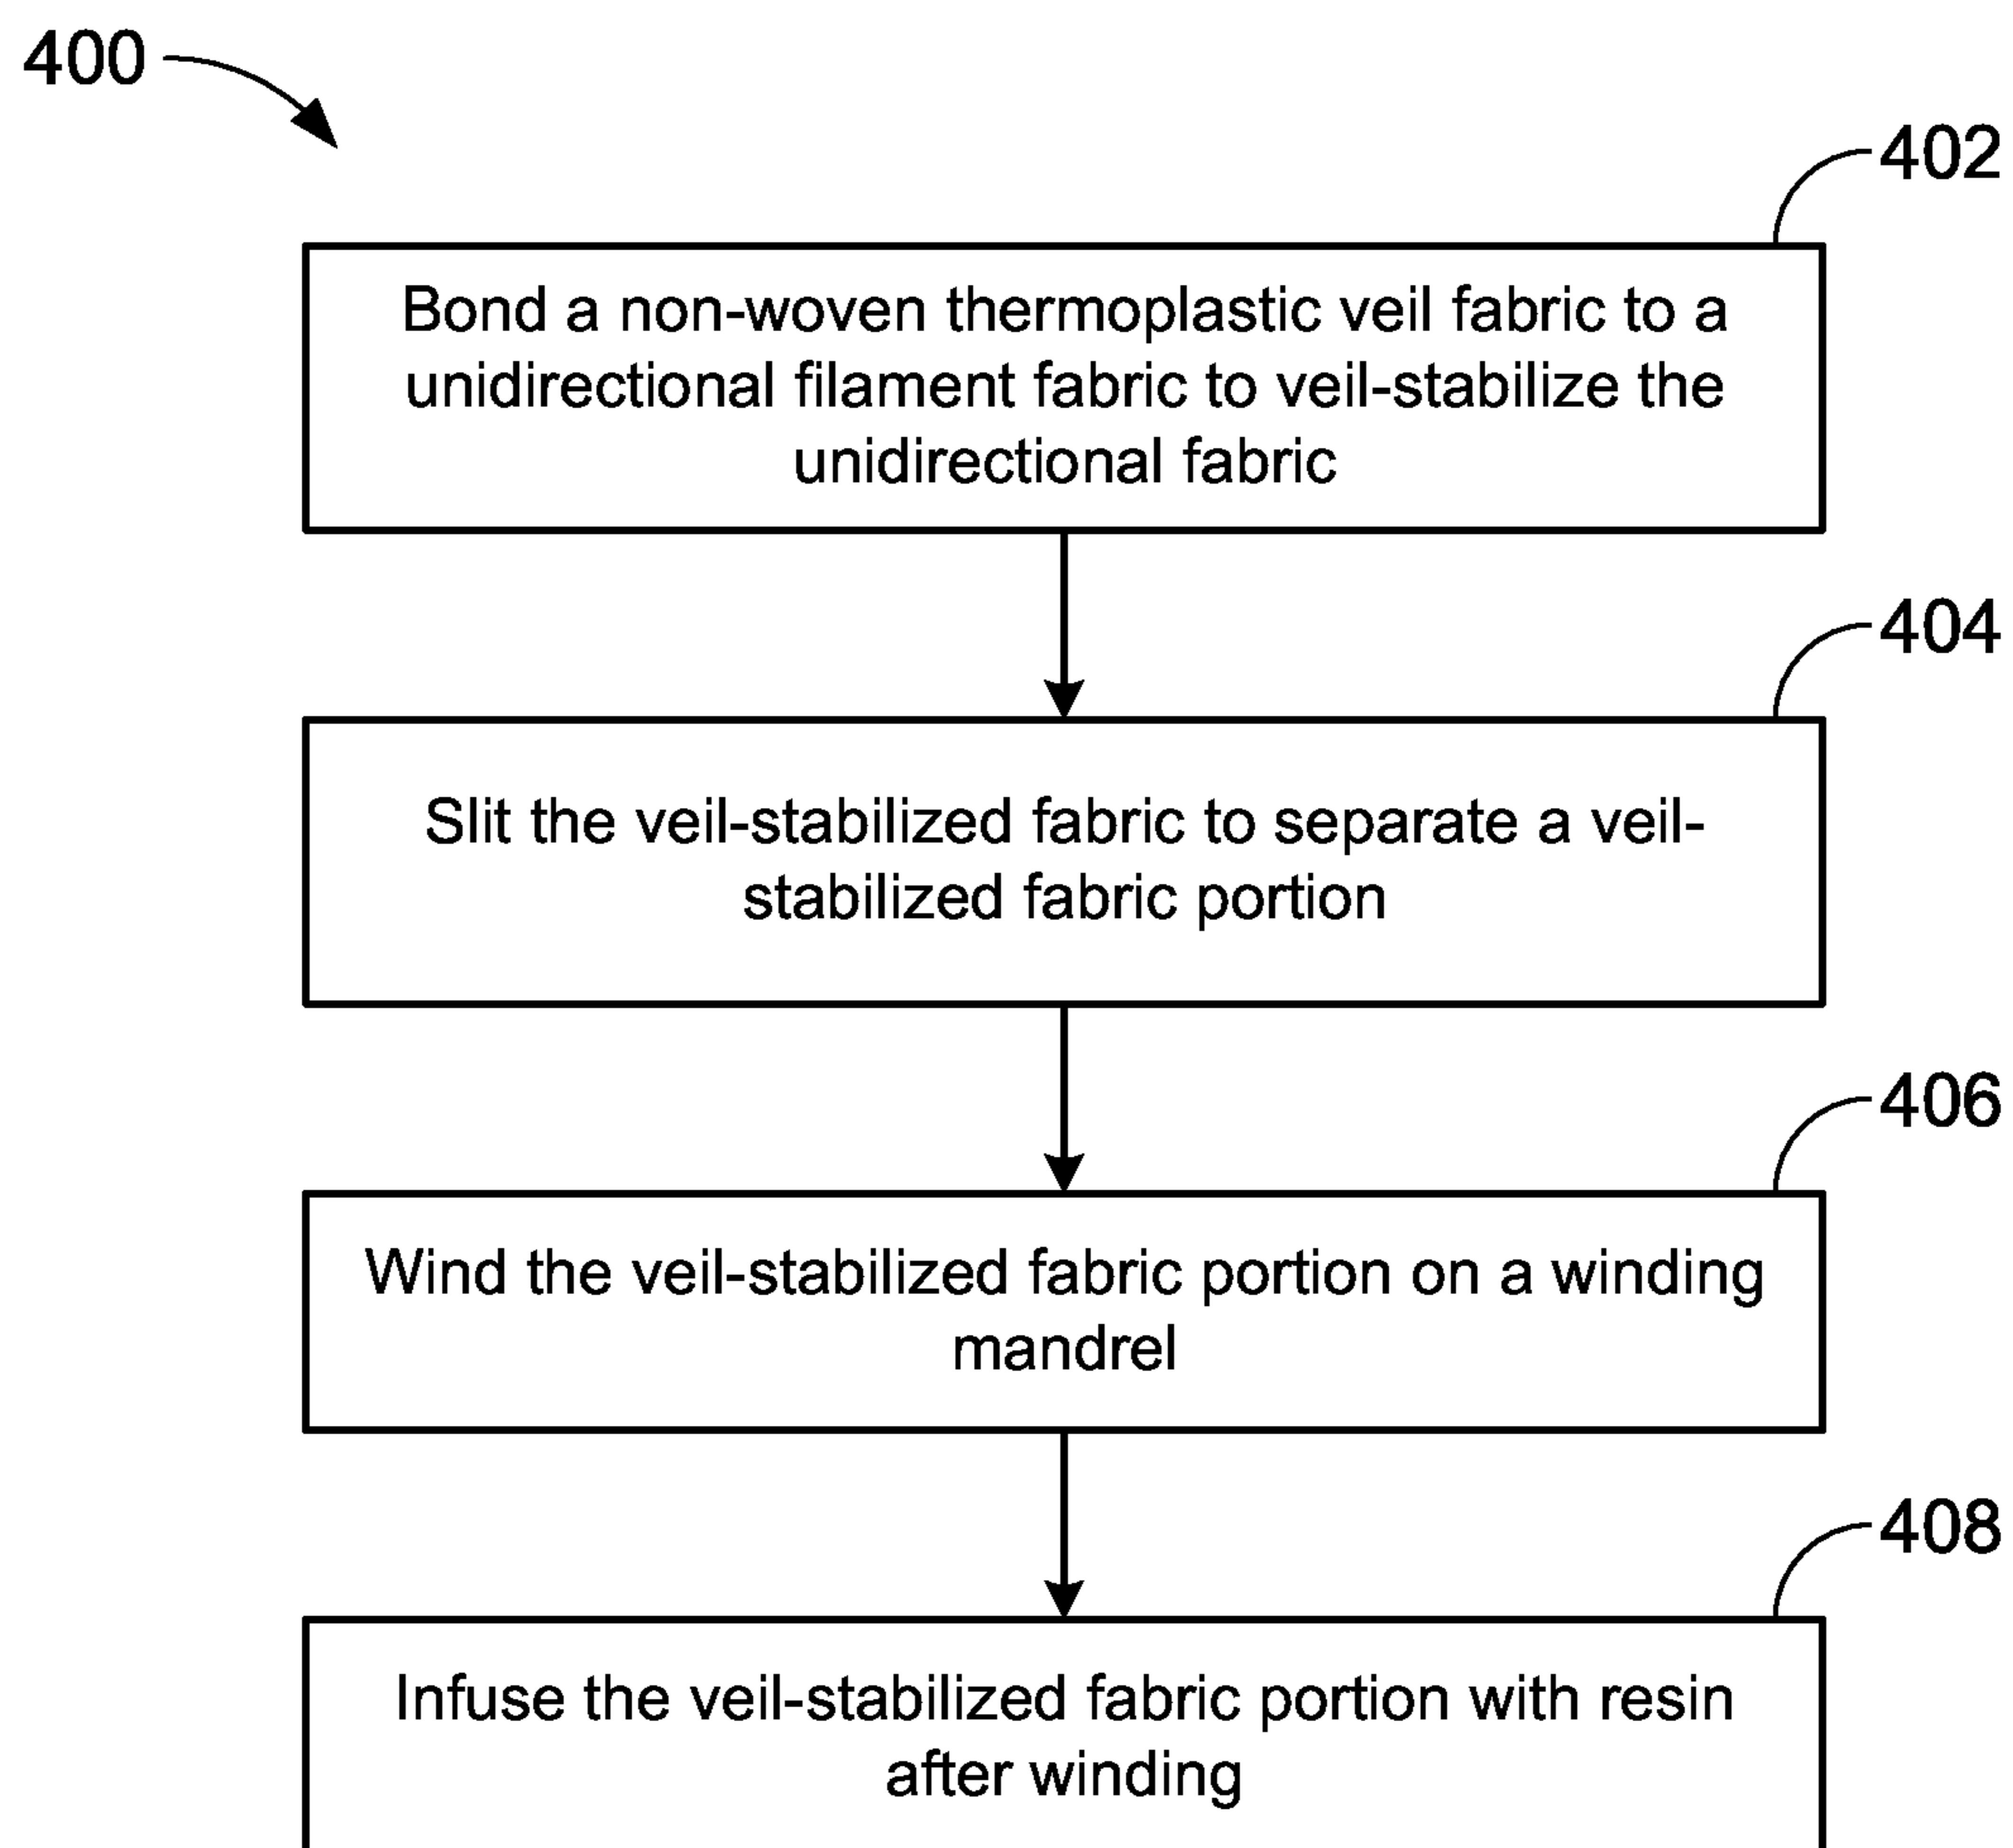 400
402
Bond a non-woven thermoplastic veil fabric to a
unidirectional filament fabric to veil-stabilize the
unidirectional fabric
404
Slit the veil-stabilized fabric to separate a veil-
stabilized fabric portion
406
Wind the veil-stabilized fabric portion on a winding
mandrel
408
Infuse the veil-stabilized fabric portion with resin
after winding